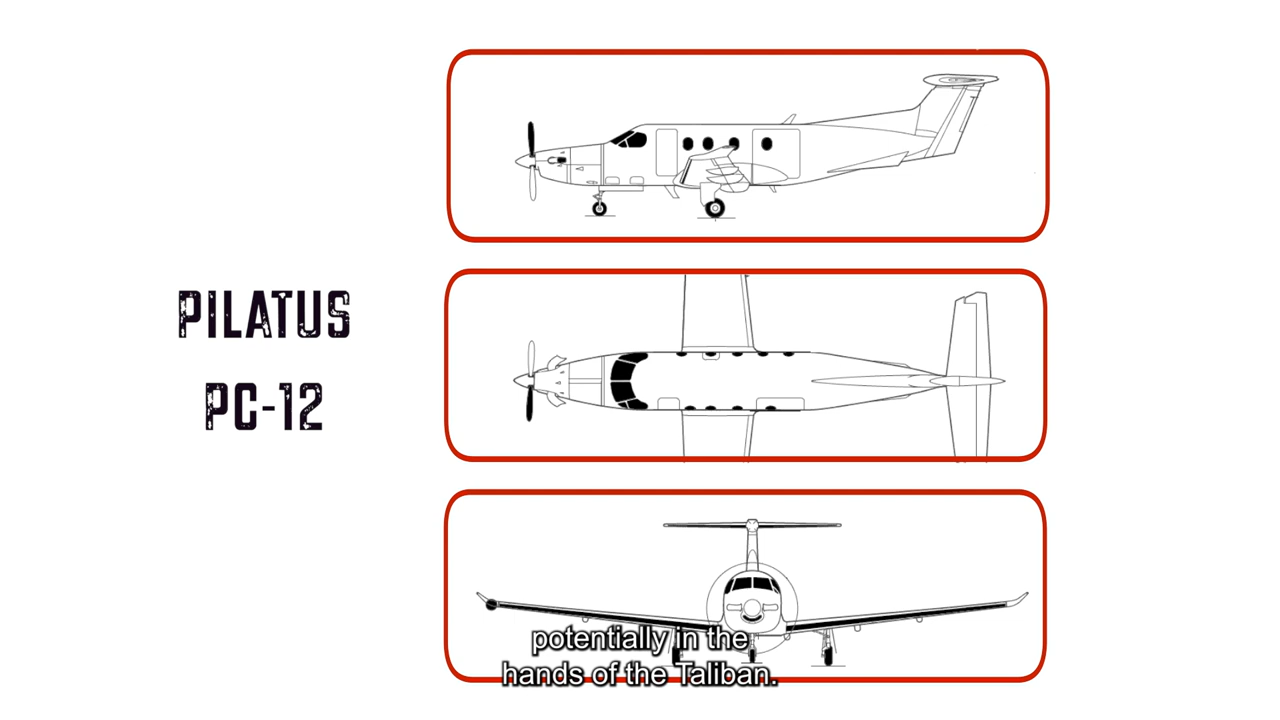 PILATUS
PC-12
potentially in the
hands of the Taliban.